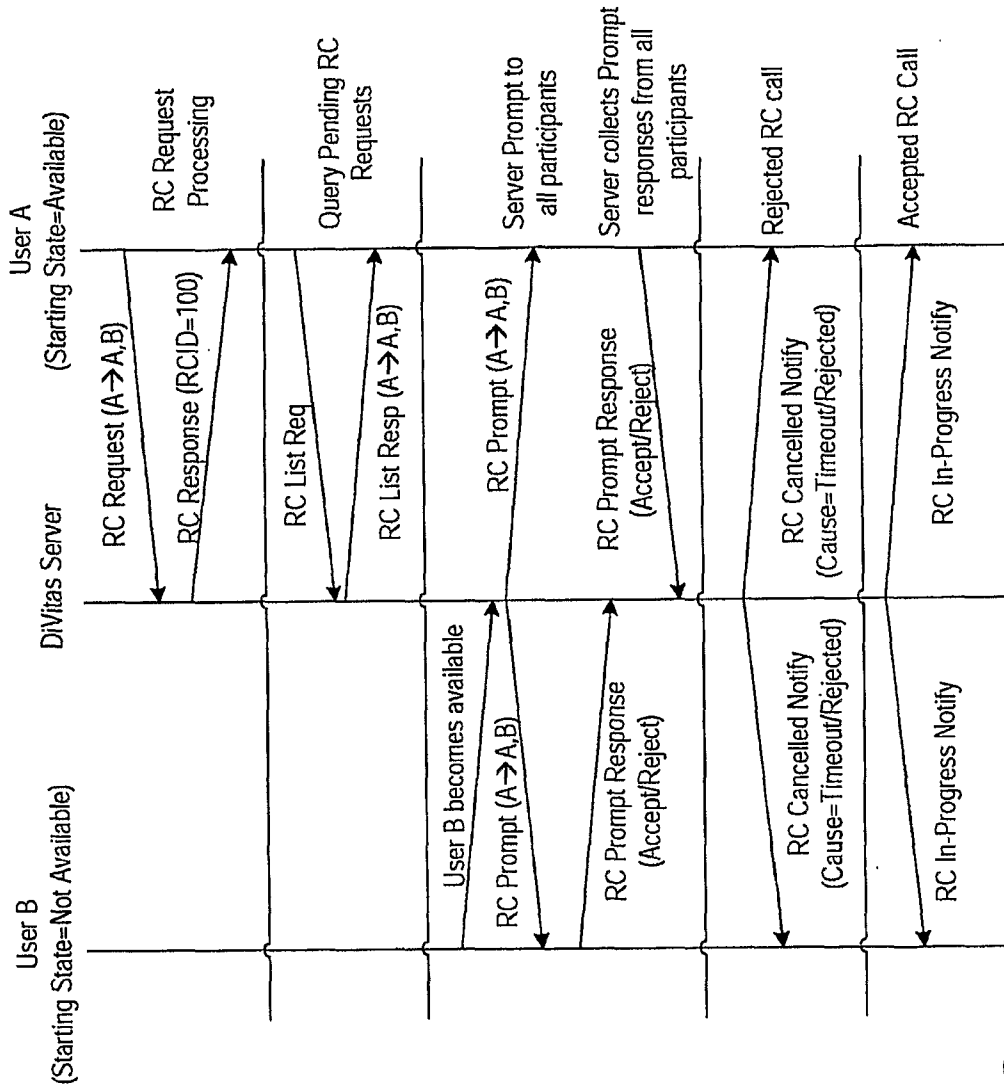 User B
(Starting State=Not Available)
DiVitas Server
User A
(Starting State=Available)
RC Request (A→A,B)
RC Response (RCID=100)
RC Request
Processing
RC List Req
RC List Resp (A→A,B)
Query Pending RC
Requests
User B becomes available
RC Prompt (A→A,B)
RC Prompt (A→A,B)
Server Prompt to
all participants
RC Prompt Response
(Accept/Reject)
RC Prompt Response
(Accept/Reject)
Server collects Prompt
responses from all
participants
RC Cancelled Notify
(Cause=Timeout/Rejected)
RC Cancelled Notify
(Cause=Timeout/Rejected)
Rejected RC call
RC In-Progress Notify
RC In-Progress Notify
Accepted RC Call